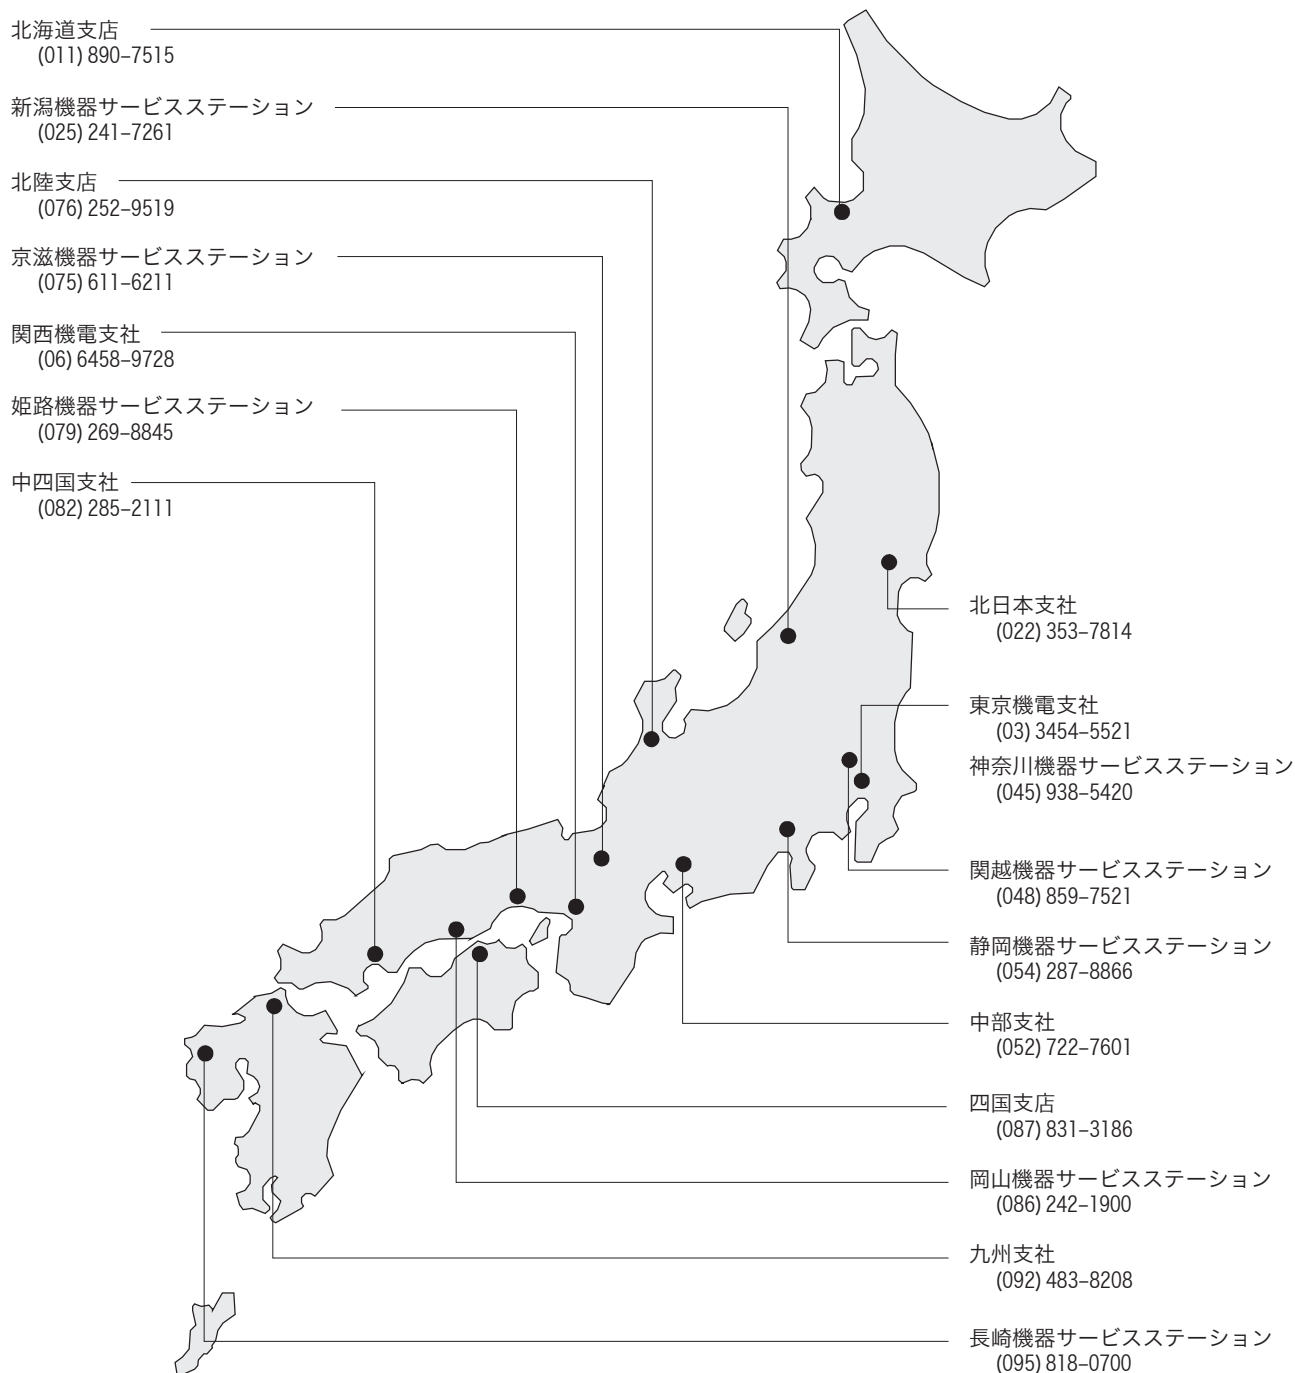 北海道支店
(011) 890–7515
新潟機器サービスステーション
(025) 241–7261
北陸支店
(076) 252–9519
京滋機器サービスステーション
(075) 611–6211
関西機電支社
(06) 6458–9728
姫路機器サービスステーション
(079) 269–8845
中四国支社
(082) 285–2111
北日本支社
(022) 353–7814
東京機電支社
(03) 3454–5521
神奈川機器サービスステーション
(045) 938–5420
関越機器サービスステーション
(048) 859–7521
静岡機器サービスステーション
(054) 287–8866
中部支社
(052) 722–7601
四国支店
(087) 831–3186
岡山機器サービスステーション
(086) 242–1900
九州支社
(092) 483–8208
長崎機器サービスステーション
(095) 818–0700